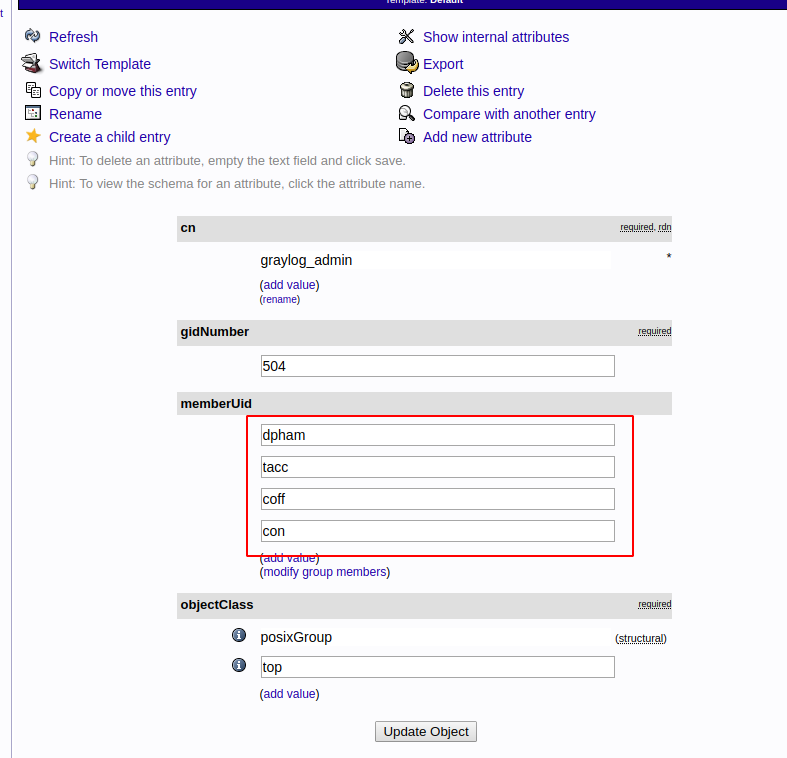 t
Template: Default
Refresh
Show internal attributes
Switch Template
Export
Copy or move this entry
Delete this entry
Rename
Compare with another entry
Create a child entry
Add new attribute
Hint: To delete an attribute, empty the text field and click save.
Hint: To view the schema for an attribute, click the attribute name.
cn required, rdn
graylog_admin *
(add value)
(rename)
gidNumber required
504
memberUid
dpham
tacc
coff
con
(add value)
(modify group members)
objectClass required
posixGroup (structural)
top
(add value)
Update Object